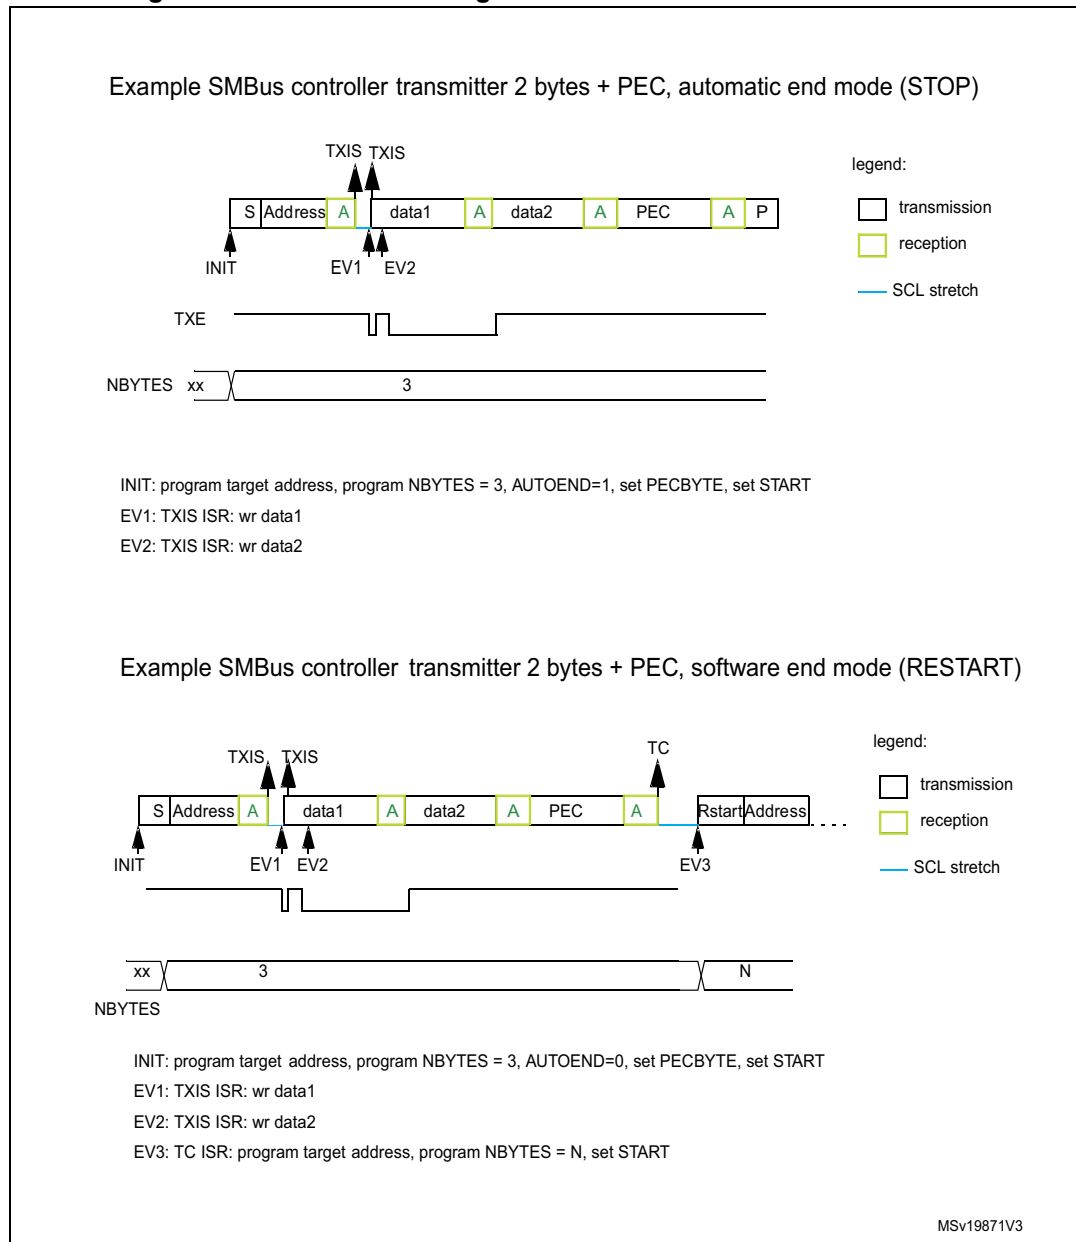 Example SMBus controller transmitter 2 bytes + PEC, automatic end mode (STOP)
TXIS TXIS
legend:
S Address A data1 A data2 A PEC A P
transmission
reception
INIT EV1 EV2
SCL stretch
TXE
NBYTES xx 3
INIT: program target address, program NBYTES = 3, AUTOEND=1, set PECBYTE, set START
EV1: TXIS ISR: wr data1
EV2: TXIS ISR: wr data2
Example SMBus controller transmitter 2 bytes + PEC, software end mode (RESTART)
TXIS TXIS TC
legend:
transmission
S Address A data1 A data2 A PEC A Rstart Address
reception
INIT EV1 EV2 EV3
SCL stretch
xx 3 N
NBYTES
INIT: program target address, program NBYTES = 3, AUTOEND=0, set PECBYTE, set START
EV1: TXIS ISR: wr data1
EV2: TXIS ISR: wr data2
EV3: TC ISR: program target address, program NBYTES = N, set START
MSv19871V3